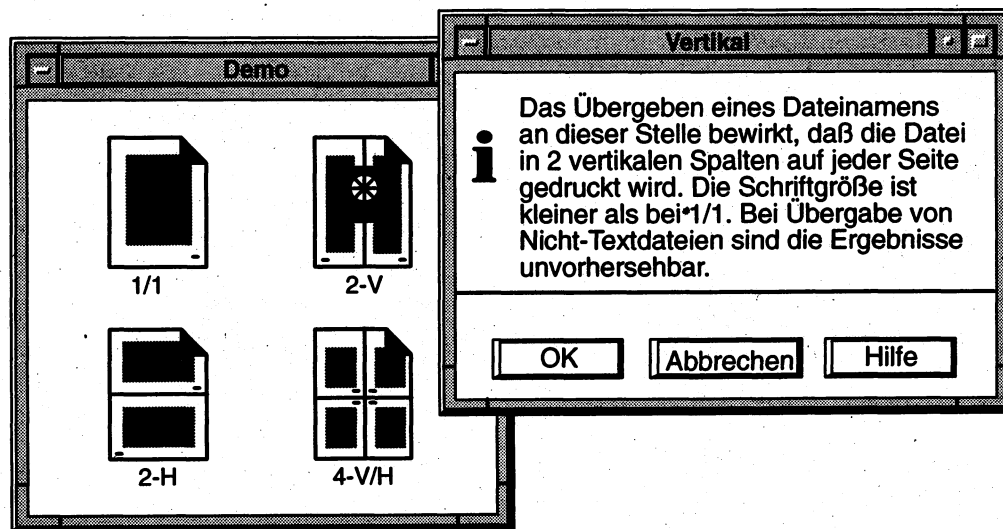 Demo
1/1
2-V
2-H
4-V/H
Vertikal
Das Übergeben eines Dateinamens
an dieser Stelle bewirkt, daß die Datei
in 2 vertikalen Spalten auf jeder Seite
gedruckt wird. Die Schriftgröße ist
kleiner als bei 1/1. Bei Übergabe von
Nicht-Textdateien sind die Ergebnisse
unvorhersehbar.
OK
Abbrechen
Hilfe